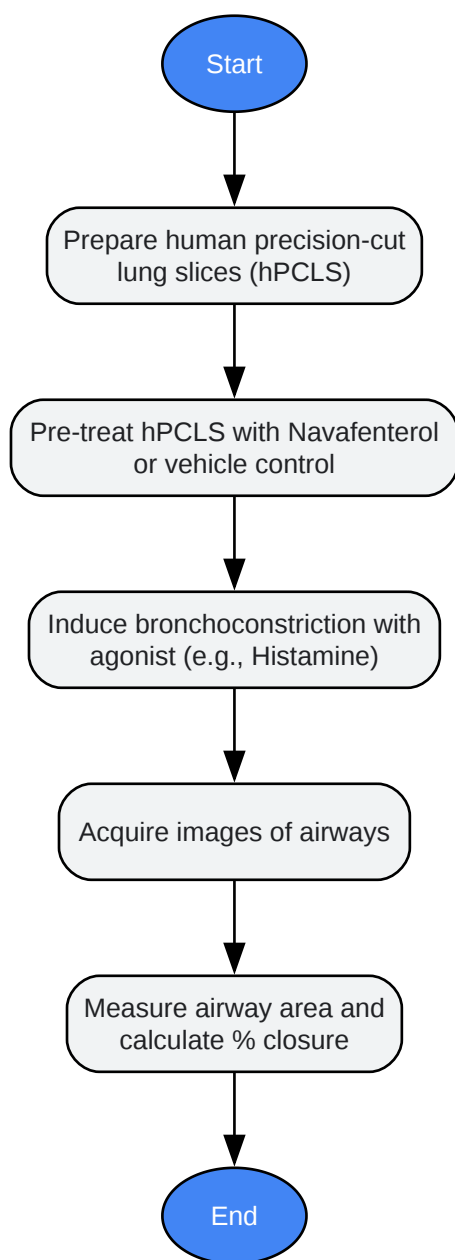 Start
Prepare human precision-cut
lung slices (hPCLS)
Pre-treat hPCLS with Navafenterol
or vehicle control
Induce bronchoconstriction with
agonist (e.g., Histamine)
Acquire images of airways
Measure airway area and
calculate % closure
End